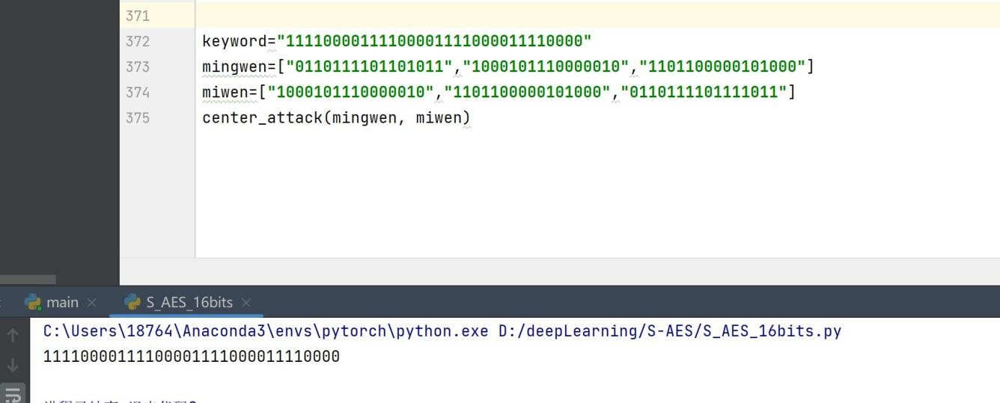 371
372 keyword="11110000111100001111000011110000"
373 mingwen=["0110111101101011","1000101110000010","1101100000101000"]
374 miwen=["1000101110000010","1101100000101000","0110111101111011"]
375 center_attack(mingwen, miwen)
main × S_AES_16bits ×
C:\Users\18764\Anaconda3\envs\pytorch\python.exe D:/deepLearning/S-AES/S_AES_16bits.py
11110000111100001111000011110000